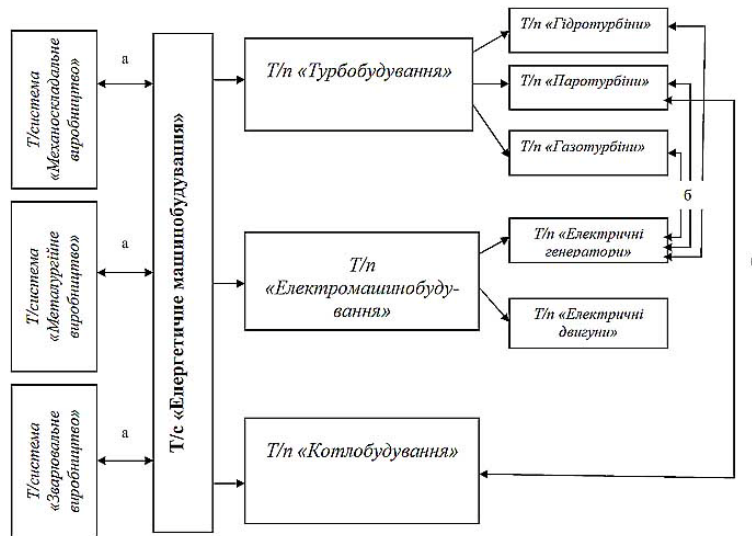 Т/система
«Механоскладальне
виробництво»
а
Т/система
«Металургійне
виробництво»
а
Т/система
«Зварювальне
виробництво»
а
Т/с «Енергетичне машинобудування»
Т/п «Турбобудування»
Т/п
«Електромашинобуду-
вання»
Т/п «Котлобудування»
Т/п «Гідротурбіни»
Т/п «Паротурбіни»
Т/п «Газотурбіни»
б
Т/п «Електричні
генератори»
Т/п «Електричні
двигуни»